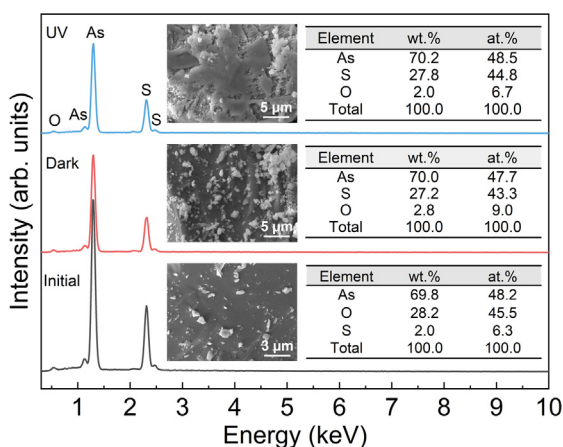 UV
As
As
O
S
S
5 µm
Element wt.% at.%
As 70.2 48.5
S 27.8 44.8
O 2.0 6.7
Total 100.0 100.0
Dark
5 µm
Element wt.% at.%
As 70.0 47.7
S 27.2 43.3
O 2.8 9.0
Total 100.0 100.0
Initial
3 µm
Element wt.% at.%
As 69.8 48.2
O 28.2 45.5
S 2.0 6.3
Total 100.0 100.0
Intensity (arb. units)
1 2 3 4 5 6 7 8 9 10
Energy (keV)